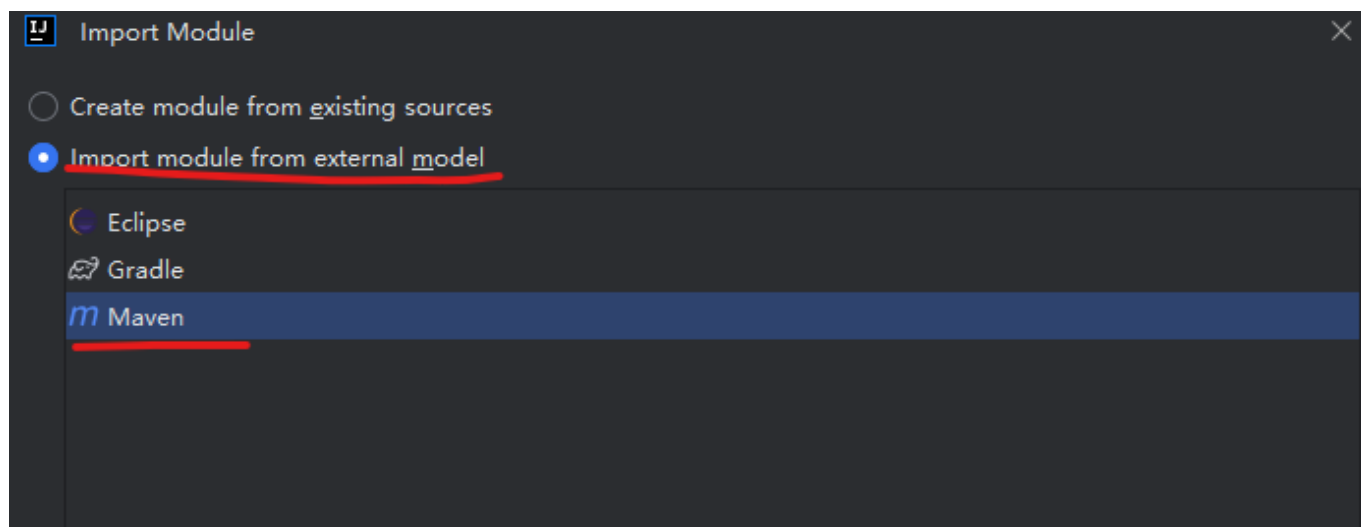 IJ Import Module
Create module from existing sources
Import module from external model
Eclipse
Gradle
m Maven